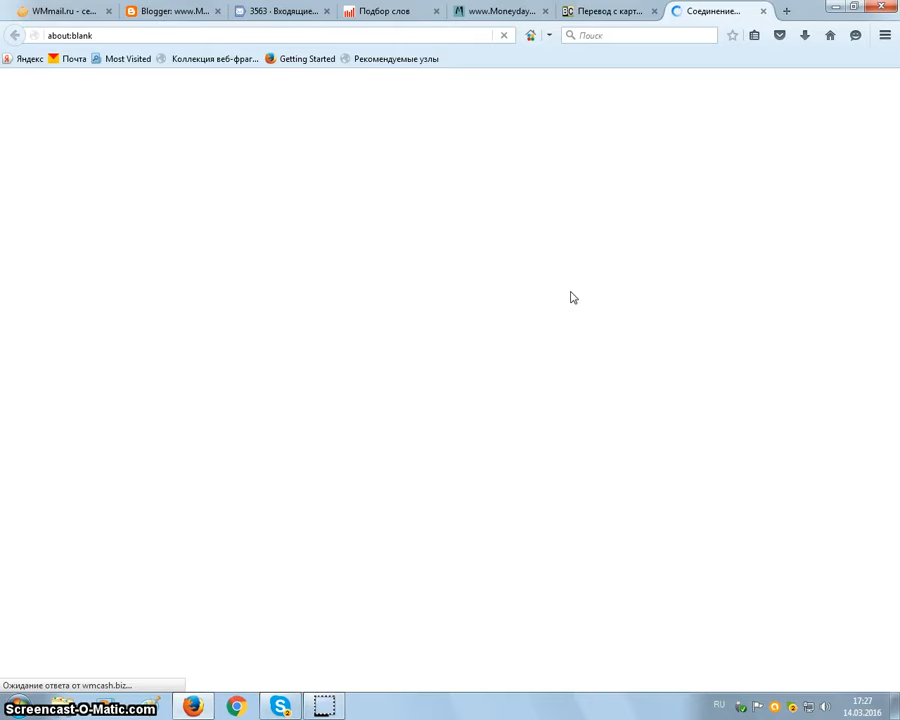 WMmail.ru - се...
Blogger: www.M...
3563 · Входящие...
Подбор слов
www.Moneyday...
Перевод с карт...
Соединение...
about:blank
Поиск
Яндекс
Почта
Most Visited
Коллекция веб-фраг...
Getting Started
Рекомендуемые узлы
Ожидание ответа от wmcash.biz...
Screencast-O-Matic.com
RU
17:27
14.03.2016